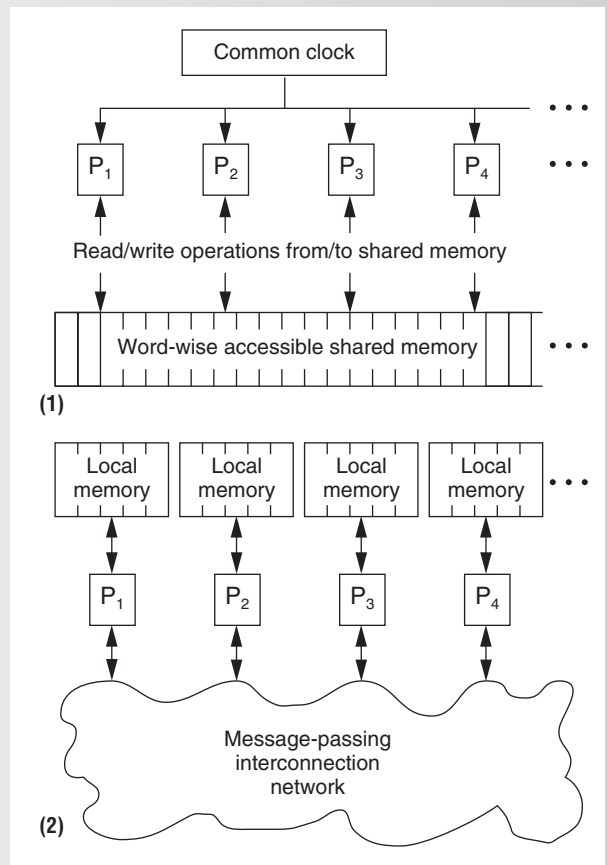 Common clock
P₁ P₂ P₃ P₄
Read/write operations from/to shared memory
Word-wise accessible shared memory
(1)
Local memory
Local memory
Local memory
Local memory
P₁ P₂ P₃ P₄
Message-passing
interconnection
network
(2)